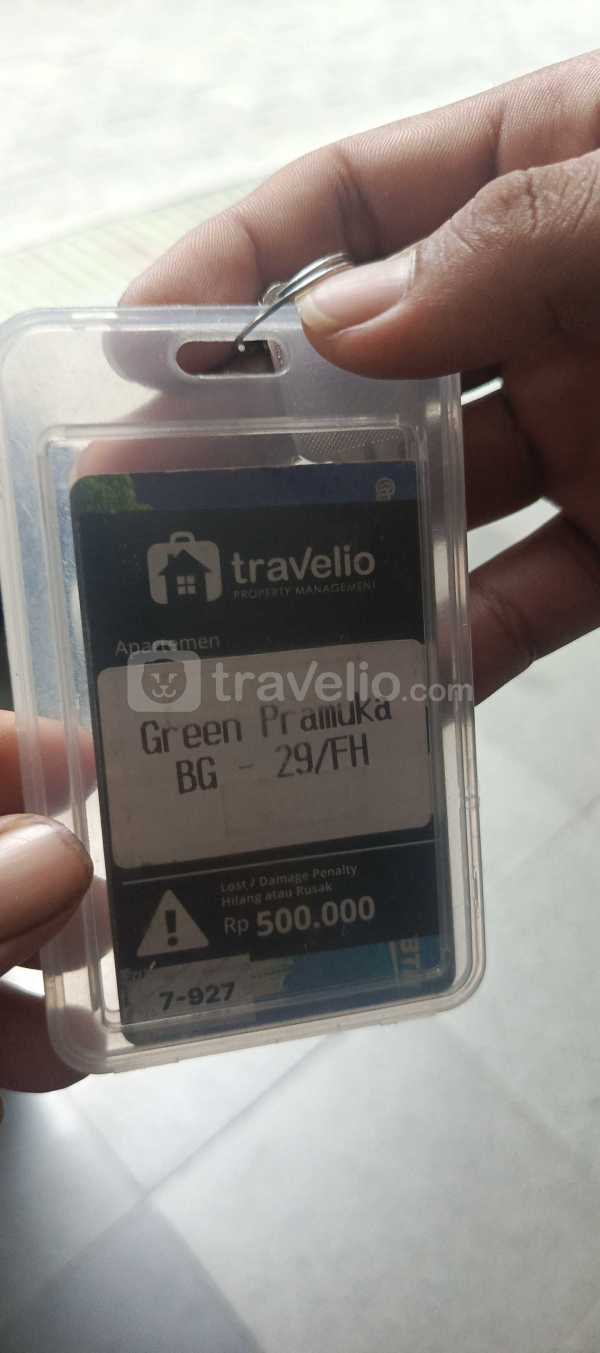 travelio
PROPERTY MANAGEMENT
Apartemen
travelio.com
Green Pramuka
BG - 29/FH
Lost / Damage Penalty
Hilang atau Rusak
Rp 500.000
7-927